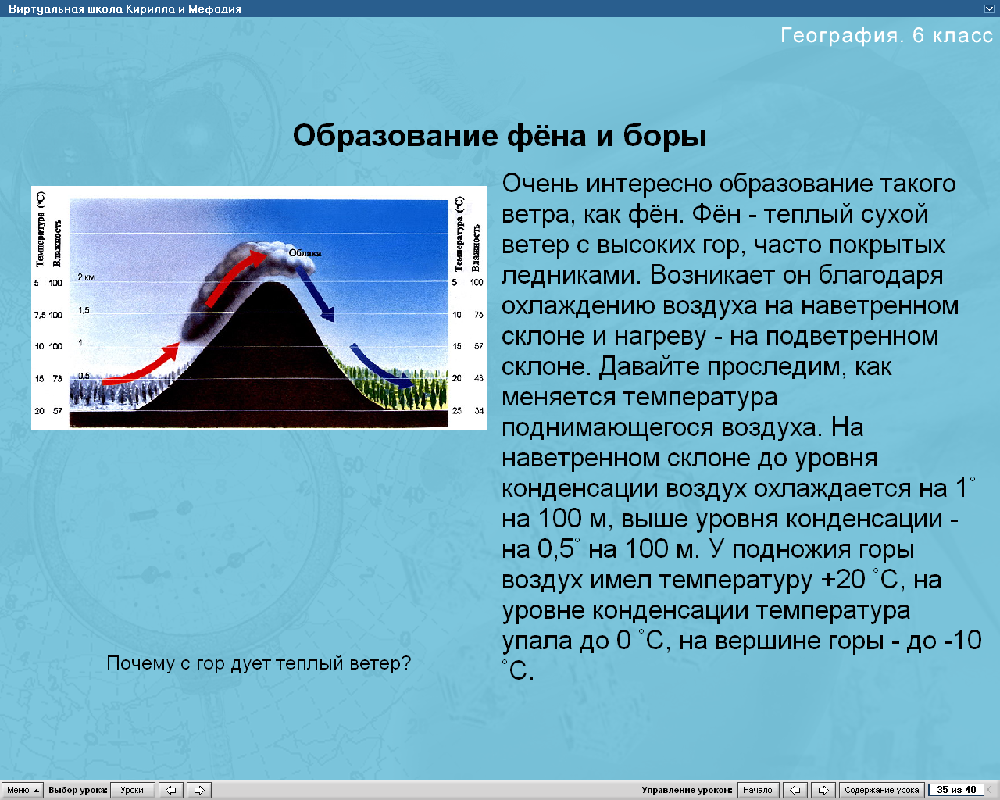 Виртуальная школа Кирилла и Мефодия
География. 6 класс
Образование фёна и боры
Очень интересно образование такого
ветра, как фён. Фён - теплый сухой
ветер с высоких гор, часто покрытых
ледниками. Возникает он благодаря
охлаждению воздуха на наветренном
склоне и нагреву - на подветренном
склоне. Давайте проследим, как
меняется температура
поднимающегося воздуха. На
наветренном склоне до уровня
конденсации воздух охлаждается на 1°
на 100 м, выше уровня конденсации -
на 0,5° на 100 м. У подножия горы
воздух имел температуру +20 °С, на
уровне конденсации температура
упала до 0 °С, на вершине горы - до -10
°С.
Температура (°С)
Влажность
Температура (°С)
Влажность
Облака
5 100 2 км 5 100
7,5 100 1,5 10 76
10 100 1 15 57
15 73 0,5 20 43
20 57 25 34
Почему с гор дует теплый ветер?
Меню Выбор урока: Уроки Управление уроком: Начало Содержание урока 35 из 40